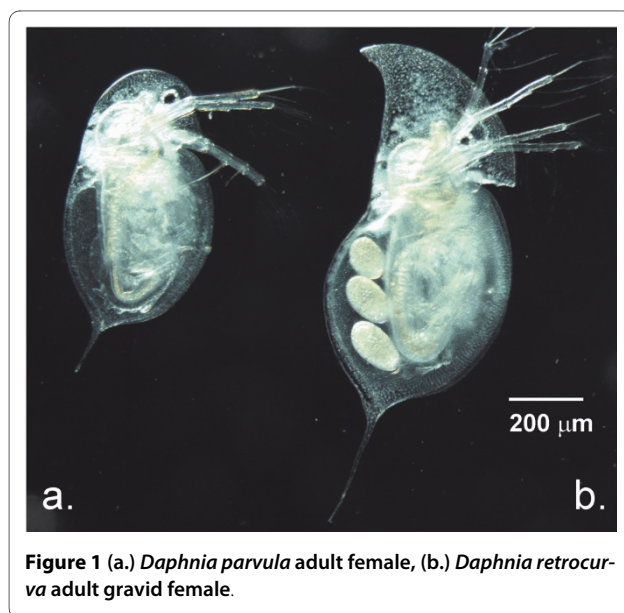 200 µm
a.
b.
Figure 1 (a.) Daphnia parvula adult female, (b.) Daphnia retrocur-
va adult gravid female.